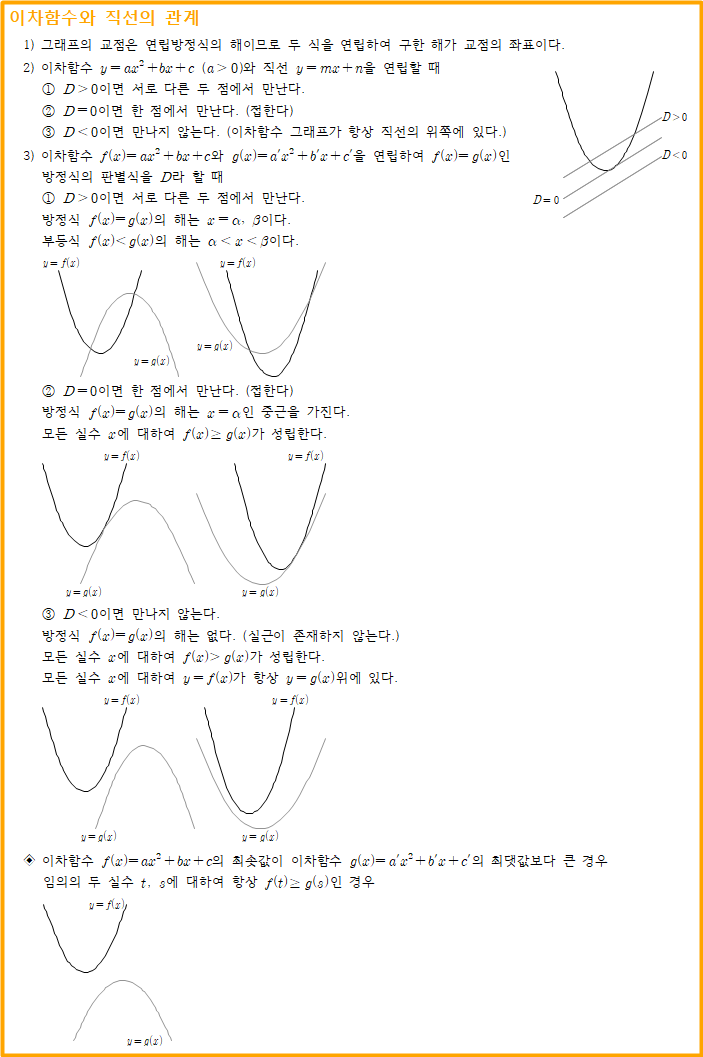 이차함수와 직선의 관계
1) 그래프의 교점은 연립방정식의 해이므로 두 식을 연립하여 구한 해가 교점의 좌표이다.
2) 이차함수 y=ax²+bx+c (a>0)와 직선 y=mx+n을 연립할 때
① D>0이면 서로 다른 두 점에서 만난다.
② D=0이면 한 점에서 만난다. (접한다)
③ D<0이면 만나지 않는다. (이차함수 그래프가 항상 직선의 위쪽에 있다.)
D>0
D<0
D=0
3) 이차함수 f(x)=ax²+bx+c와 g(x)=a′x²+b′x+c′을 연립하여 f(x)=g(x)인
방정식의 판별식을 D라 할 때
① D>0이면 서로 다른 두 점에서 만난다.
방정식 f(x)=g(x)의 해는 x=α, β이다.
부등식 f(x)<g(x)의 해는 α<x<β이다.
y=f(x)
y=g(x)
y=f(x)
y=g(x)
② D=0이면 한 점에서 만난다. (접한다)
방정식 f(x)=g(x)의 해는 x=α인 중근을 가진다.
모든 실수 x에 대하여 f(x)≥g(x)가 성립한다.
y=f(x)
y=g(x)
y=f(x)
y=g(x)
③ D<0이면 만나지 않는다.
방정식 f(x)=g(x)의 해는 없다. (실근이 존재하지 않는다.)
모든 실수 x에 대하여 f(x)>g(x)가 성립한다.
모든 실수 x에 대하여 y=f(x)가 항상 y=g(x)위에 있다.
y=f(x)
y=g(x)
y=f(x)
y=g(x)
◈ 이차함수 f(x)=ax²+bx+c의 최솟값이 이차함수 g(x)=a′x²+b′x+c′의 최댓값보다 큰 경우
임의의 두 실수 t, s에 대하여 항상 f(t)≥g(s)인 경우
y=f(x)
y=g(x)